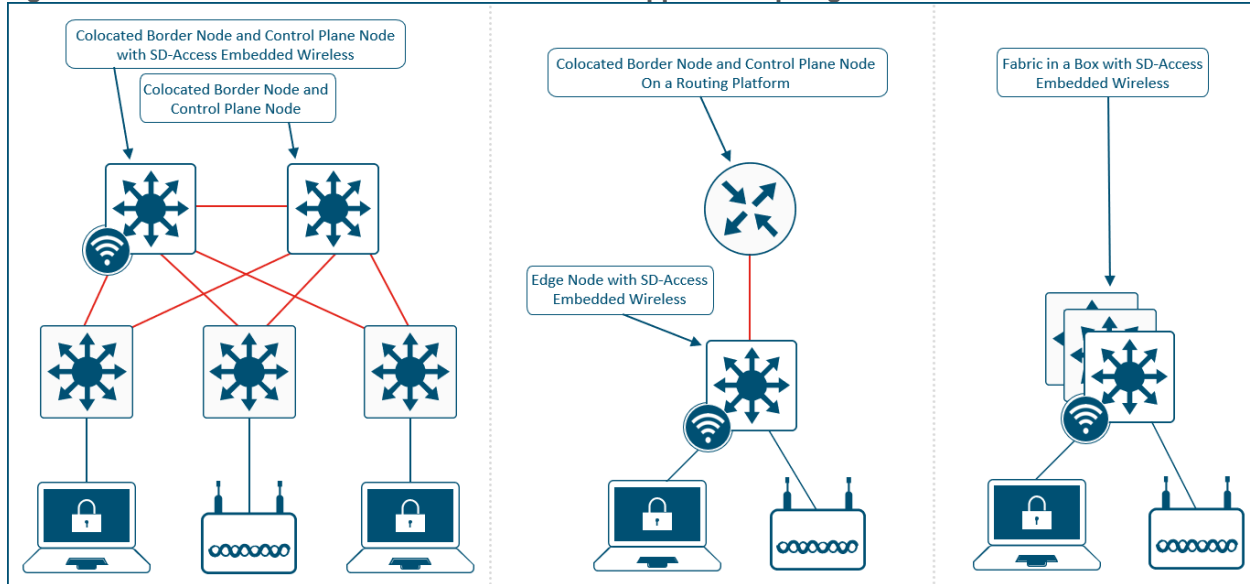 Colocated Border Node and Control Plane Node
with SD-Access Embedded Wireless
Colocated Border Node and
Control Plane Node
Colocated Border Node and Control Plane Node
On a Routing Platform
Edge Node with SD-Access
Embedded Wireless
Fabric in a Box with SD-Access
Embedded Wireless